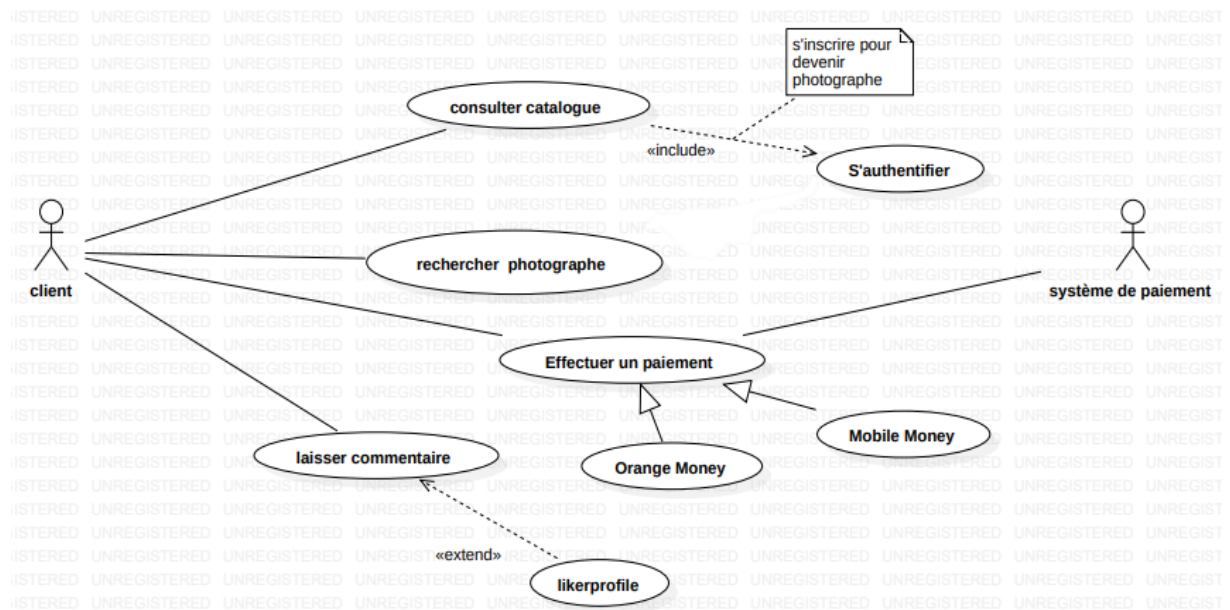 s'inscrire pour
devenir
photographe
consulter catalogue
«include»
S'authentifier
client
rechercher photographe
système de paiement
Effectuer un paiement
Mobile Money
laisser commentaire
Orange Money
«extend»
likerprofile
UNREGISTERED